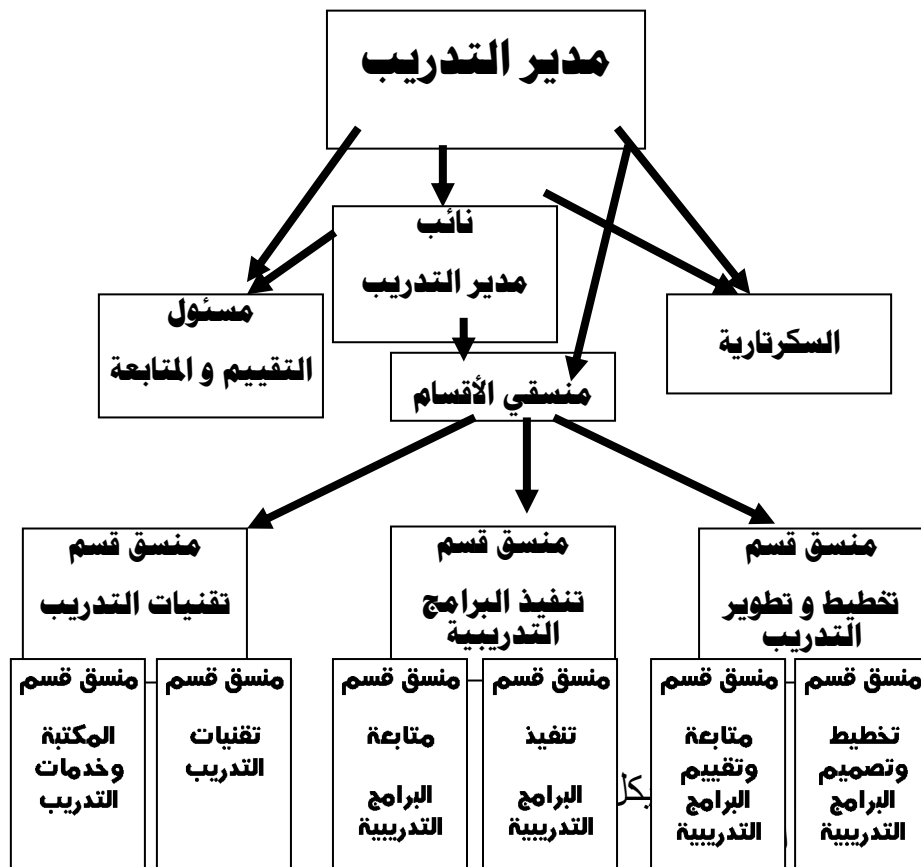 مدير التدريب
نائب
مدير التدريب
مسئول
التقييم و المتابعة
السكرتارية
منسقي الأقسام
منسق قسم
تخطيط و تطوير
التدريب
منسق قسم
تنفيذ البرامج
التدريبية
منسق قسم
تقنيات التدريب
منسق قسم
تخطيط
وتصميم
البرامج
التدريبية
منسق قسم
متابعة
وتقييم
البرامج
التدريبية
منسق قسم
تنفيذ
البرامج
التدريبية
منسق قسم
متابعة
البرامج
التدريبية
منسق قسم
تقنيات
التدريب
منسق قسم
المكتبة
وخدمات
التدريب